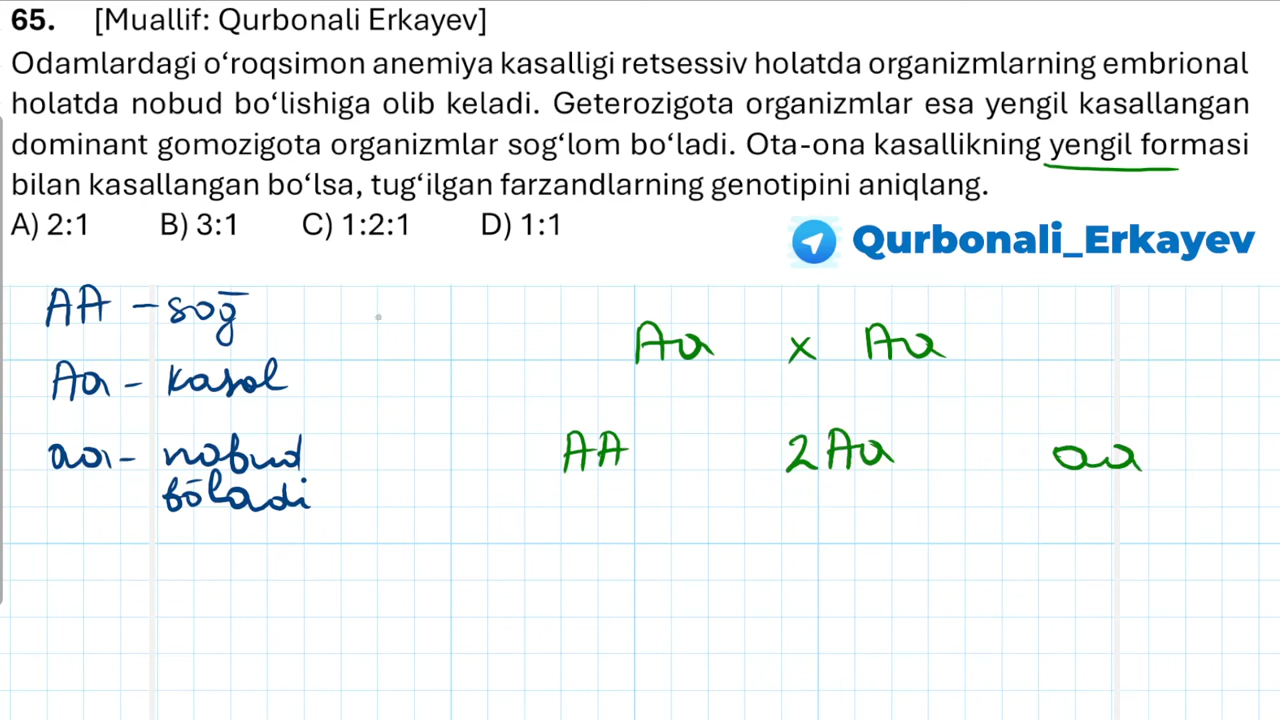 65. [Muallif: Qurbonali Erkayev]
Odamlardagi o‘roqsimon anemiya kasalligi retsessiv holatda organizmlarning embrional
holatda nobud bo‘lishiga olib keladi. Geterozigota organizmlar esa yengil kasallangan
dominant gomozigota organizmlar sog‘lom bo‘ladi. Ota-ona kasallikning yengil formasi
bilan kasallangan bo‘lsa, tug‘ilgan farzandlarning genotipini aniqlang.
A) 2:1 B) 3:1 C) 1:2:1 D) 1:1
Qurbonali_Erkayev
AA – soḡ
Aa – kasal
aa – nobud
bōladi
Aa x Aa
AA 2Aa aa